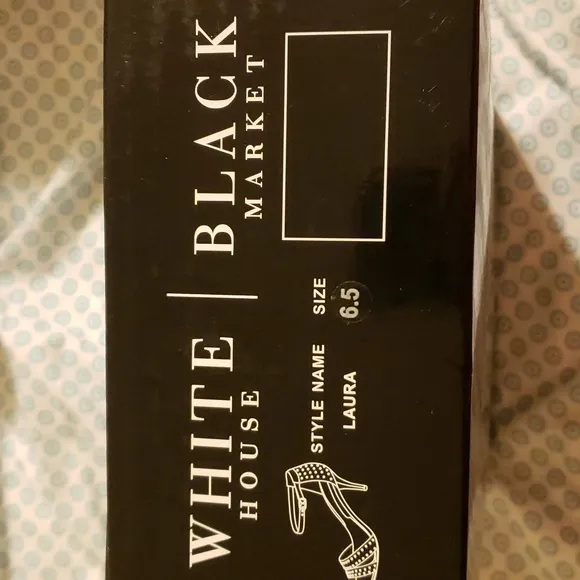 WHITE | BLACK
HOUSE MARKET
STYLE NAME SIZE
LAURA 6.5